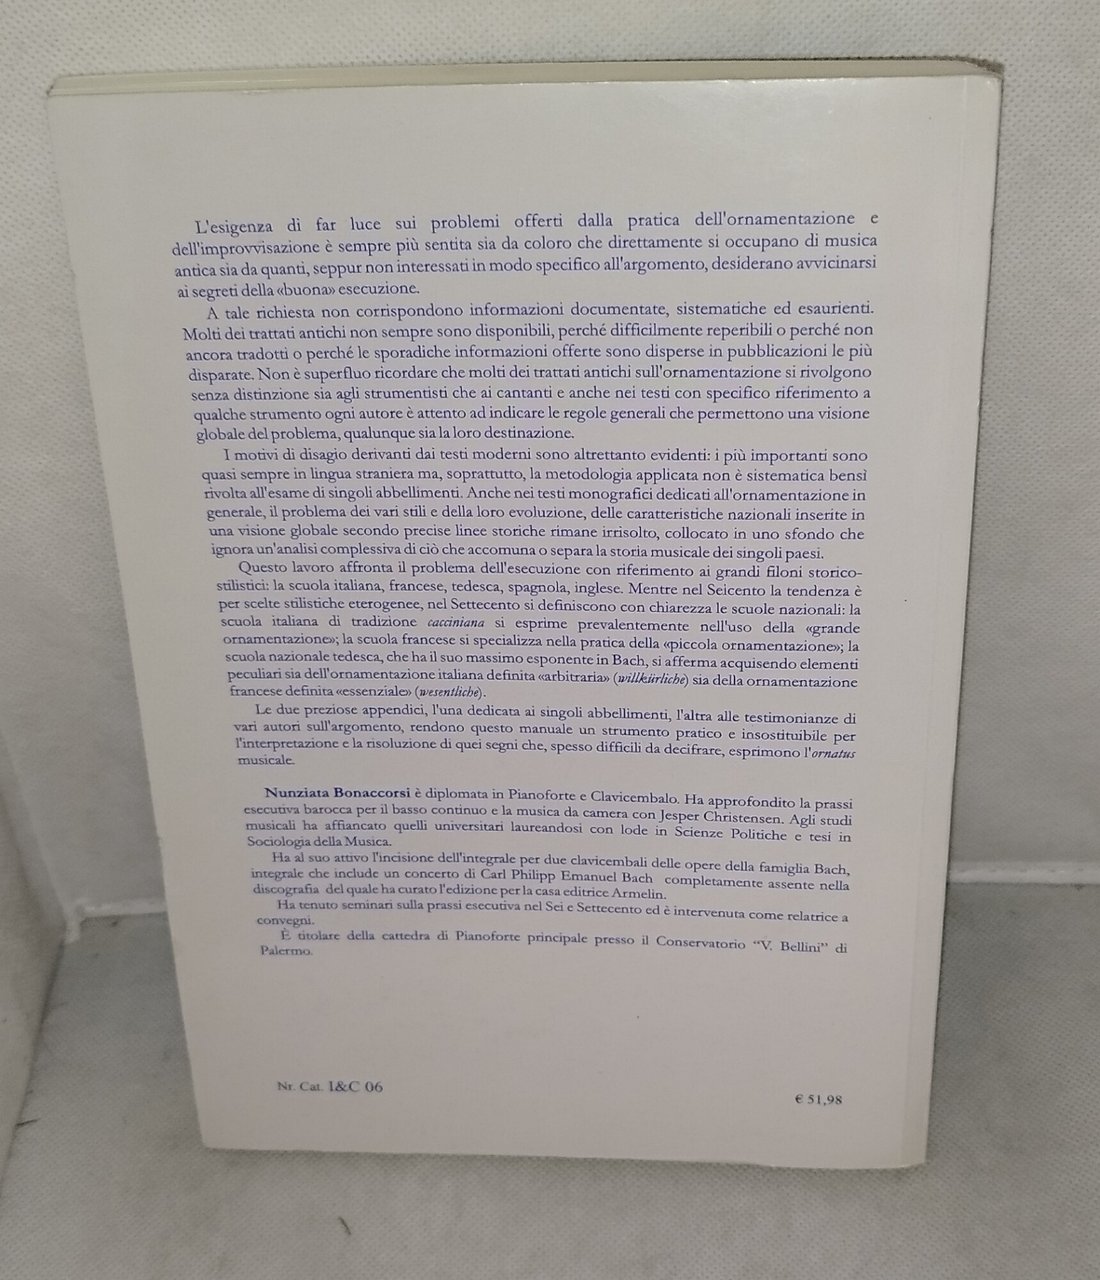 L'esigenza di far luce sui problemi offerti dalla pratica dell'ornamentazione e
dell'improvvisazione è sempre più sentita sia da coloro che direttamente si occupano di musica
antica sia da quanti, seppur non interessati in modo specifico all'argomento, desiderano avvicinarsi
ai segreti della «buona» esecuzione.
A tale richiesta non corrispondono informazioni documentate, sistematiche ed esaurienti.
Molti dei trattati antichi non sempre sono disponibili, perché difficilmente reperibili o perché non
ancora tradotti o perché le sporadiche informazioni offerte sono disperse in pubblicazioni le più
disparate. Non è superfluo ricordare che molti dei trattati antichi sull'ornamentazione si rivolgono
senza distinzione sia agli strumentisti che ai cantanti e anche nei testi con specifico riferimento a
qualche strumento ogni autore è attento ad indicare le regole generali che permettono una visione
globale del problema, qualunque sia la loro destinazione.
I motivi di disagio derivanti dai testi moderni sono altrettanto evidenti: i più importanti sono
quasi sempre in lingua straniera ma, soprattutto, la metodologia applicata non è sistematica bensì
rivolta all'esame di singoli abbellimenti. Anche nei testi monografici dedicati all'ornamentazione in
generale, il problema dei vari stili e della loro evoluzione, delle caratteristiche nazionali inserite in
una visione globale secondo precise linee storiche rimane irrisolto, collocato in uno sfondo che
ignora un'analisi complessiva di ciò che accomuna o separa la storia musicale dei singoli paesi.
Questo lavoro affronta il problema dell'esecuzione con riferimento ai grandi filoni storico-
stilistici: la scuola italiana, francese, tedesca, spagnola, inglese. Mentre nel Seicento la tendenza è
per scelte stilistiche eterogenee, nel Settecento si definiscono con chiarezza le scuole nazionali: la
scuola italiana di tradizione cacciniana si esprime prevalentemente nell'uso della «grande
ornamentazione»; la scuola francese si specializza nella pratica della «piccola ornamentazione»; la
scuola nazionale tedesca, che ha il suo massimo esponente in Bach, si afferma acquisendo elementi
peculiari sia dell'ornamentazione italiana definita «arbitraria» (willkürliche) sia della ornamentazione
francese definita «essenziale» (wesentliche).
Le due preziose appendici, l'una dedicata ai singoli abbellimenti, l'altra alle testimonianze di
vari autori sull'argomento, rendono questo manuale un strumento pratico e insostituibile per
l'interpretazione e la risoluzione di quei segni che, spesso difficili da decifrare, esprimono l'ornatus
musicale.
Nunziata Bonaccorsi è diplomata in Pianoforte e Clavicembalo. Ha approfondito la prassi
esecutiva barocca per il basso continuo e la musica da camera con Jesper Christensen. Agli studi
musicali ha affiancato quelli universitari laureandosi con lode in Scienze Politiche e tesi in
Sociologia della Musica.
Ha al suo attivo l'incisione dell'integrale per due clavicembali delle opere della famiglia Bach,
integrale che include un concerto di Carl Philipp Emanuel Bach completamente assente nella
discografia del quale ha curato l'edizione per la casa editrice Armelin.
Ha tenuto seminari sulla prassi esecutiva nel Sei e Settecento ed è intervenuta come relatrice a
convegni.
È titolare della cattedra di Pianoforte principale presso il Conservatorio “V. Bellini” di
Palermo.
Nr. Cat. I&C 06
€ 51,98